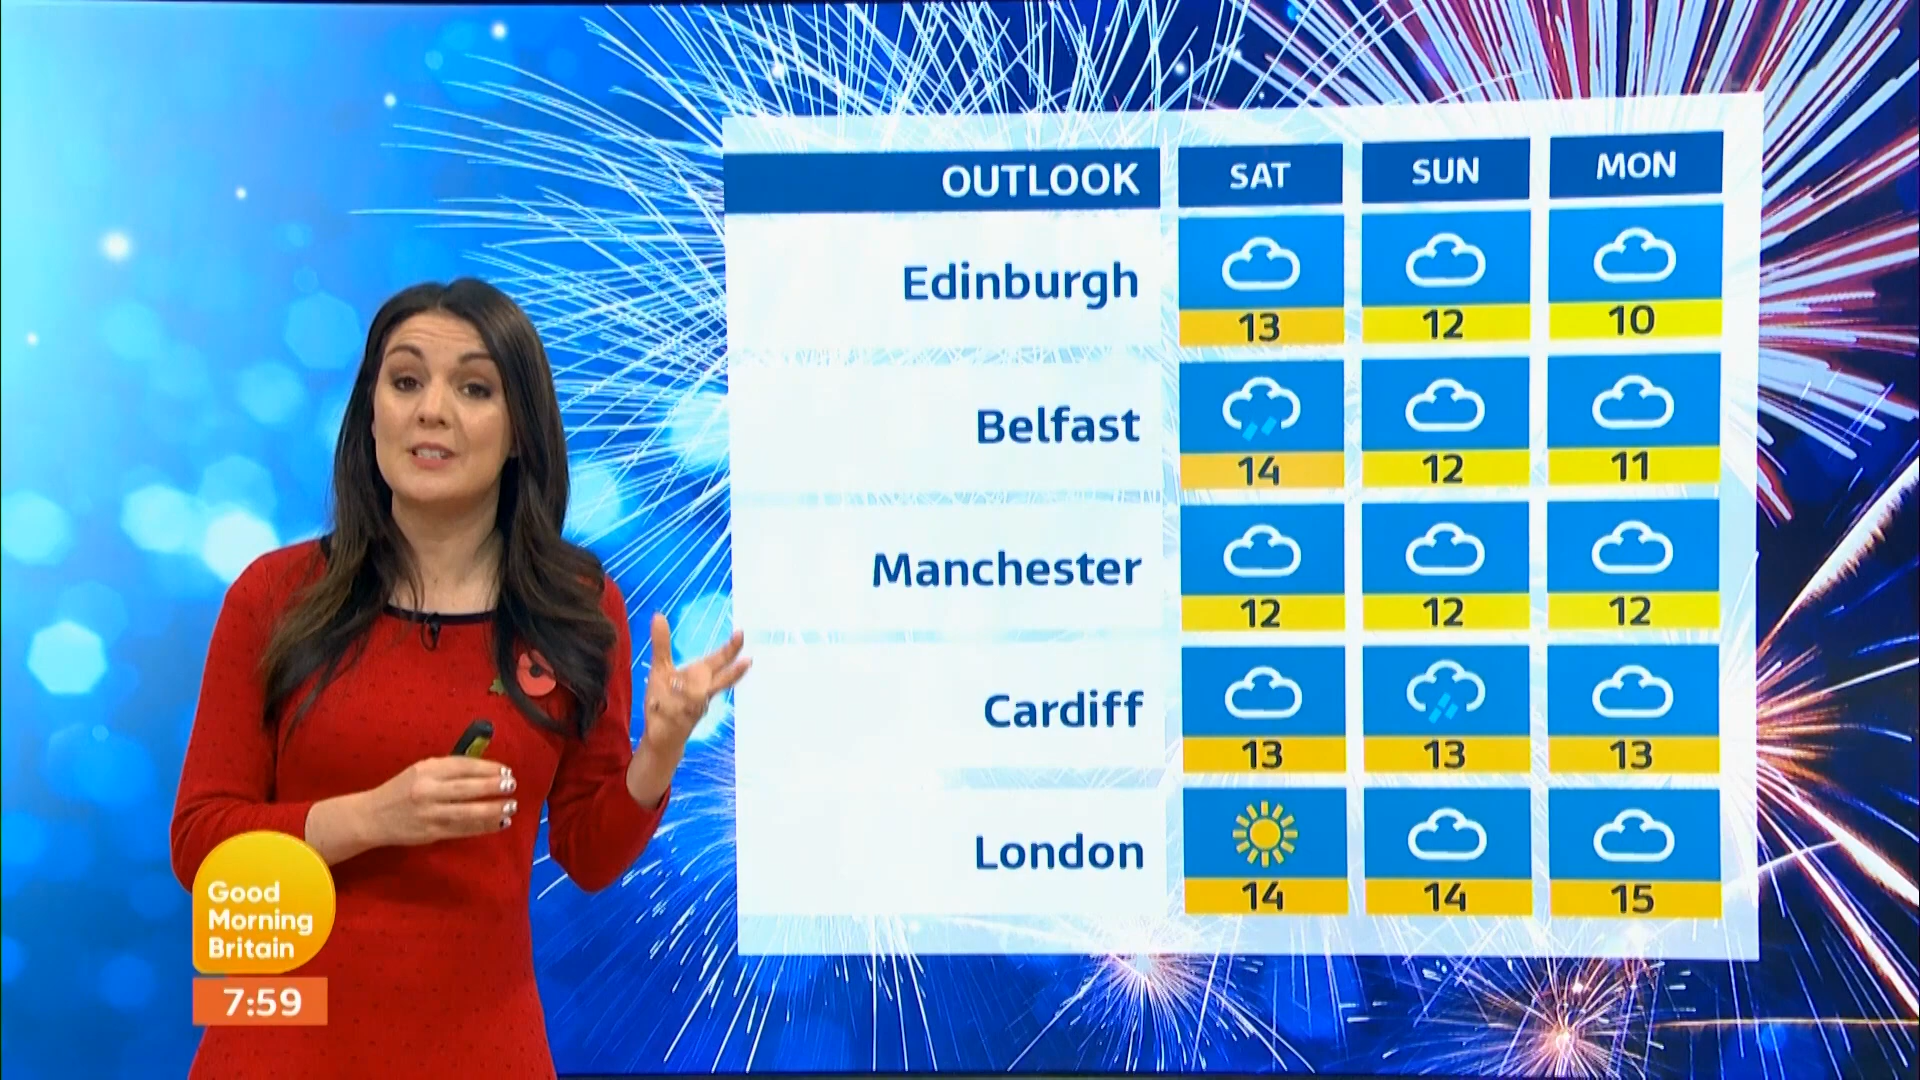 OUTLOOK SAT SUN MON
Edinburgh 13 12 10
Belfast 14 12 11
Manchester 12 12 12
Cardiff 13 13 13
London 14 14 15
Good
Morning
Britain
7:59